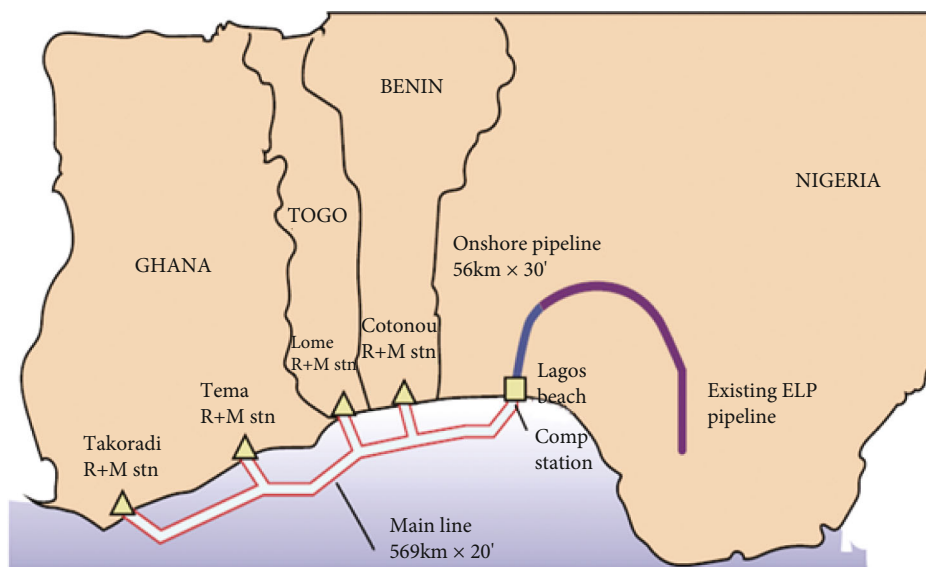 BENIN
NIGERIA
TOGO
Onshore pipeline
56km × 30'
GHANA
Cotonou
R+M stn
Lome
R+M stn
Lagos
beach
Tema
R+M stn
Existing ELP
pipeline
Takoradi
R+M stn
Comp
station
Main line
569km × 20'